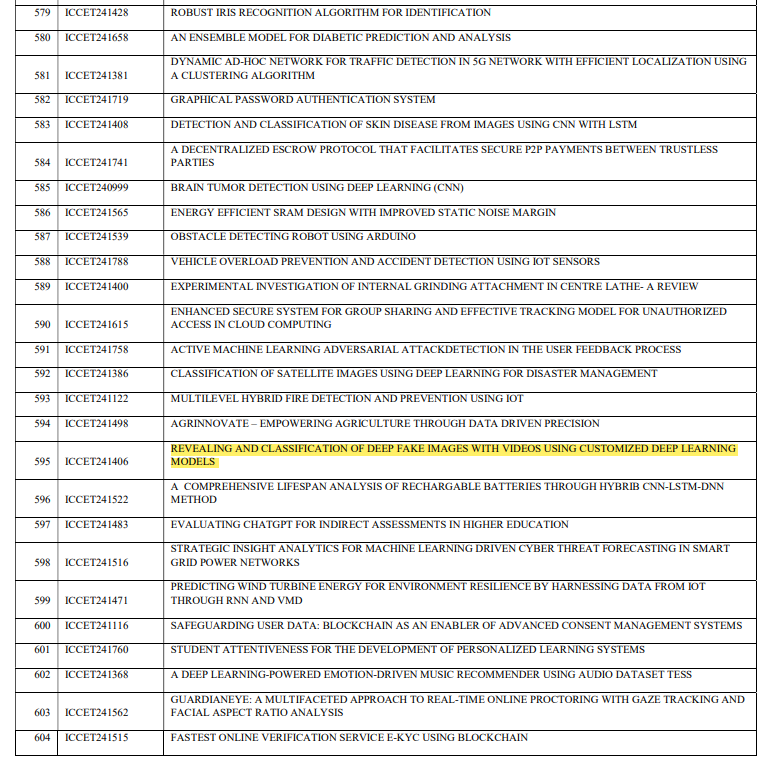 579 ICCET241428 ROBUST IRIS RECOGNITION ALGORITHM FOR IDENTIFICATION
580 ICCET241658 AN ENSEMBLE MODEL FOR DIABETIC PREDICTION AND ANALYSIS
581 ICCET241381 DYNAMIC AD-HOC NETWORK FOR TRAFFIC DETECTION IN 5G NETWORK WITH EFFICIENT LOCALIZATION USING
A CLUSTERING ALGORITHM
582 ICCET241719 GRAPHICAL PASSWORD AUTHENTICATION SYSTEM
583 ICCET241408 DETECTION AND CLASSIFICATION OF SKIN DISEASE FROM IMAGES USING CNN WITH LSTM
584 ICCET241741 A DECENTRALIZED ESCROW PROTOCOL THAT FACILITATES SECURE P2P PAYMENTS BETWEEN TRUSTLESS
PARTIES
585 ICCET240999 BRAIN TUMOR DETECTION USING DEEP LEARNING (CNN)
586 ICCET241565 ENERGY EFFICIENT SRAM DESIGN WITH IMPROVED STATIC NOISE MARGIN
587 ICCET241539 OBSTACLE DETECTING ROBOT USING ARDUINO
588 ICCET241788 VEHICLE OVERLOAD PREVENTION AND ACCIDENT DETECTION USING IOT SENSORS
589 ICCET241400 EXPERIMENTAL INVESTIGATION OF INTERNAL GRINDING ATTACHMENT IN CENTRE LATHE- A REVIEW
590 ICCET241615 ENHANCED SECURE SYSTEM FOR GROUP SHARING AND EFFECTIVE TRACKING MODEL FOR UNAUTHORIZED
ACCESS IN CLOUD COMPUTING
591 ICCET241758 ACTIVE MACHINE LEARNING ADVERSARIAL ATTACKDETECTION IN THE USER FEEDBACK PROCESS
592 ICCET241386 CLASSIFICATION OF SATELLITE IMAGES USING DEEP LEARNING FOR DISASTER MANAGEMENT
593 ICCET241122 MULTILEVEL HYBRID FIRE DETECTION AND PREVENTION USING IOT
594 ICCET241498 AGRINNOVATE – EMPOWERING AGRICULTURE THROUGH DATA DRIVEN PRECISION
595 ICCET241406 REVEALING AND CLASSIFICATION OF DEEP FAKE IMAGES WITH VIDEOS USING CUSTOMIZED DEEP LEARNING
MODELS
596 ICCET241522 A COMPREHENSIVE LIFESPAN ANALYSIS OF RECHARGABLE BATTERIES THROUGH HYBRIB CNN-LSTM-DNN
METHOD
597 ICCET241483 EVALUATING CHATGPT FOR INDIRECT ASSESSMENTS IN HIGHER EDUCATION
598 ICCET241516 STRATEGIC INSIGHT ANALYTICS FOR MACHINE LEARNING DRIVEN CYBER THREAT FORECASTING IN SMART
GRID POWER NETWORKS
599 ICCET241471 PREDICTING WIND TURBINE ENERGY FOR ENVIRONMENT RESILIENCE BY HARNESSING DATA FROM IOT
THROUGH RNN AND VMD
600 ICCET241116 SAFEGUARDING USER DATA: BLOCKCHAIN AS AN ENABLER OF ADVANCED CONSENT MANAGEMENT SYSTEMS
601 ICCET241760 STUDENT ATTENTIVENESS FOR THE DEVELOPMENT OF PERSONALIZED LEARNING SYSTEMS
602 ICCET241368 A DEEP LEARNING-POWERED EMOTION-DRIVEN MUSIC RECOMMENDER USING AUDIO DATASET TESS
603 ICCET241562 GUARDIANEYE: A MULTIFACETED APPROACH TO REAL-TIME ONLINE PROCTORING WITH GAZE TRACKING AND
FACIAL ASPECT RATIO ANALYSIS
604 ICCET241515 FASTEST ONLINE VERIFICATION SERVICE E-KYC USING BLOCKCHAIN